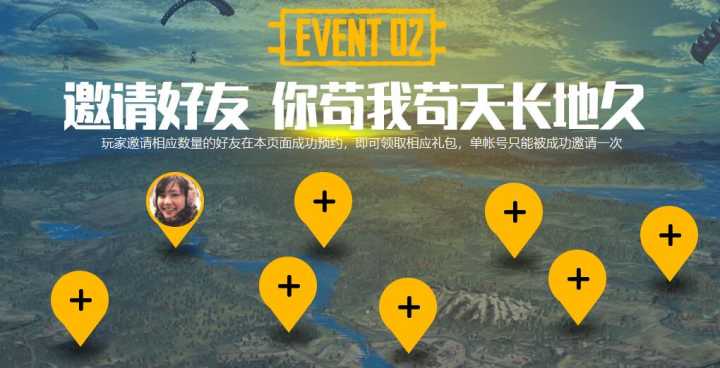 EVENT 02
邀请好友 你苟我苟天长地久
玩家邀请相应数量的好友在本页面成功预约，即可领取相应礼包，单帐号只能被成功邀请一次